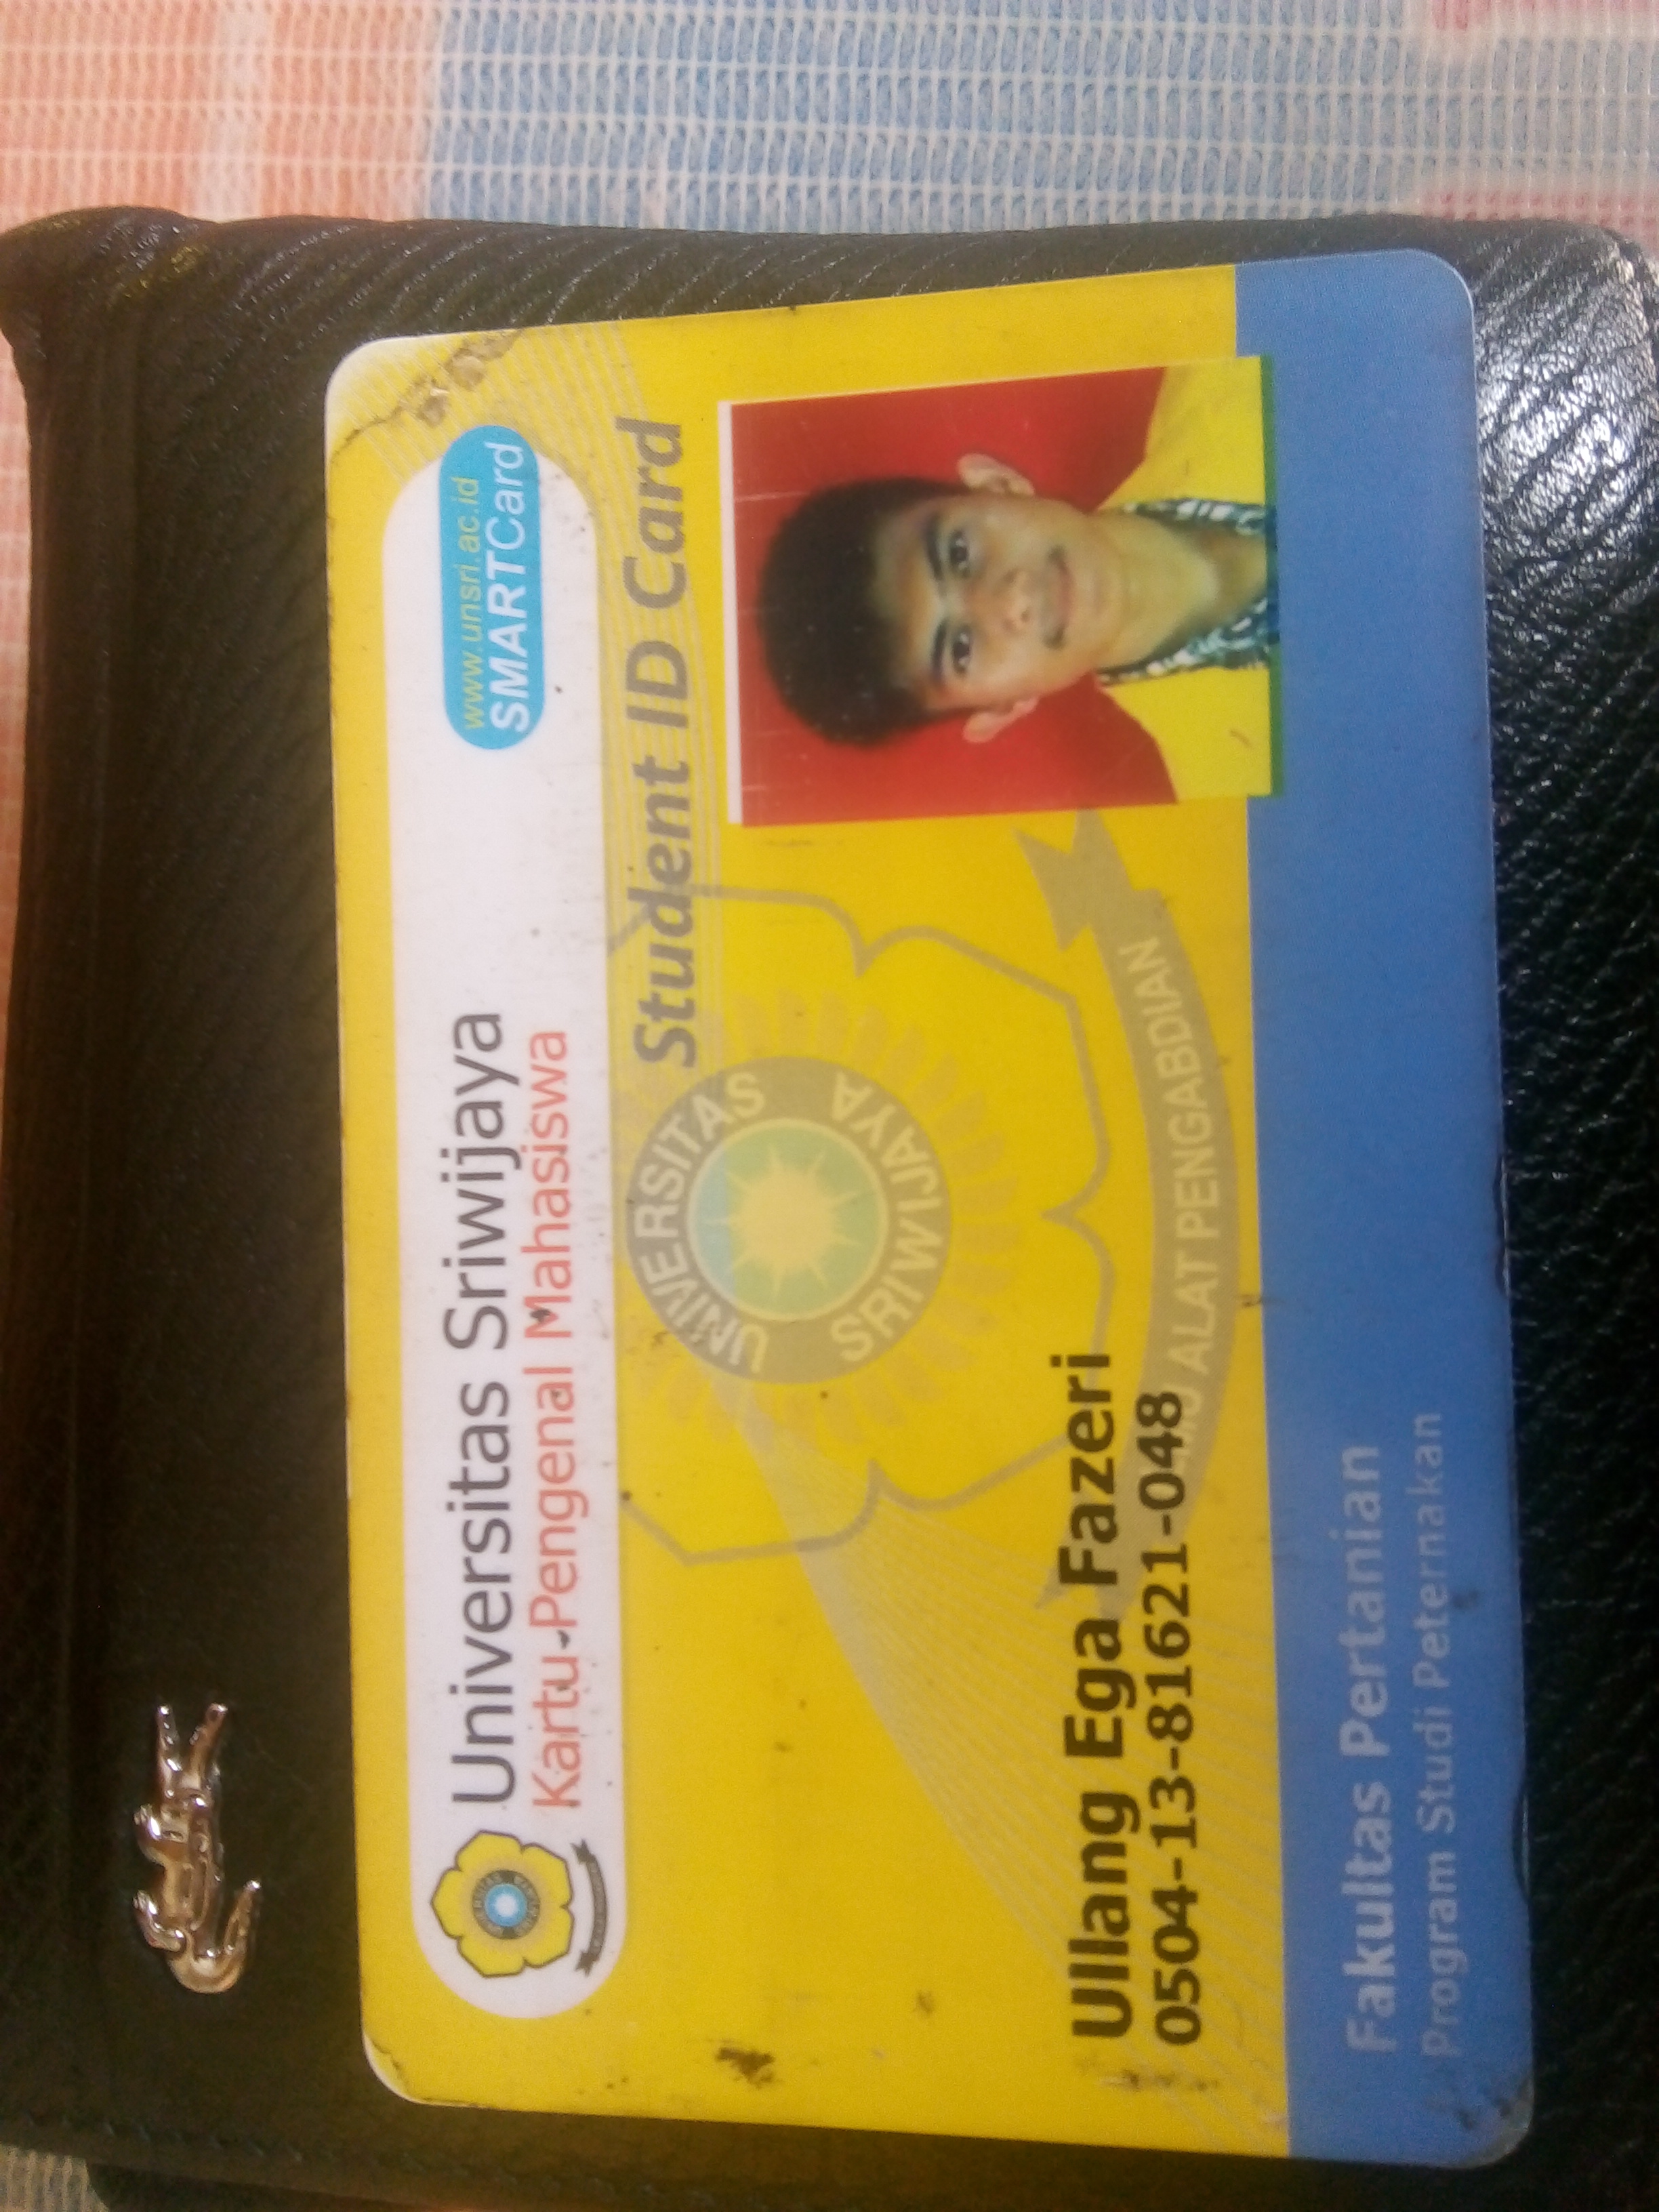 Universitas Sriwijaya
Kartu Pengenal Mahasiswa
www.unsri.ac.id
SMARTCard
Student ID Card
UNIVERSITAS
SRIWIJAYA
ALAT PENGABDIAN
Ullang Ega Fazeri
0504-13-81621-048
Fakultas Pertanian
Program Studi Peternakan